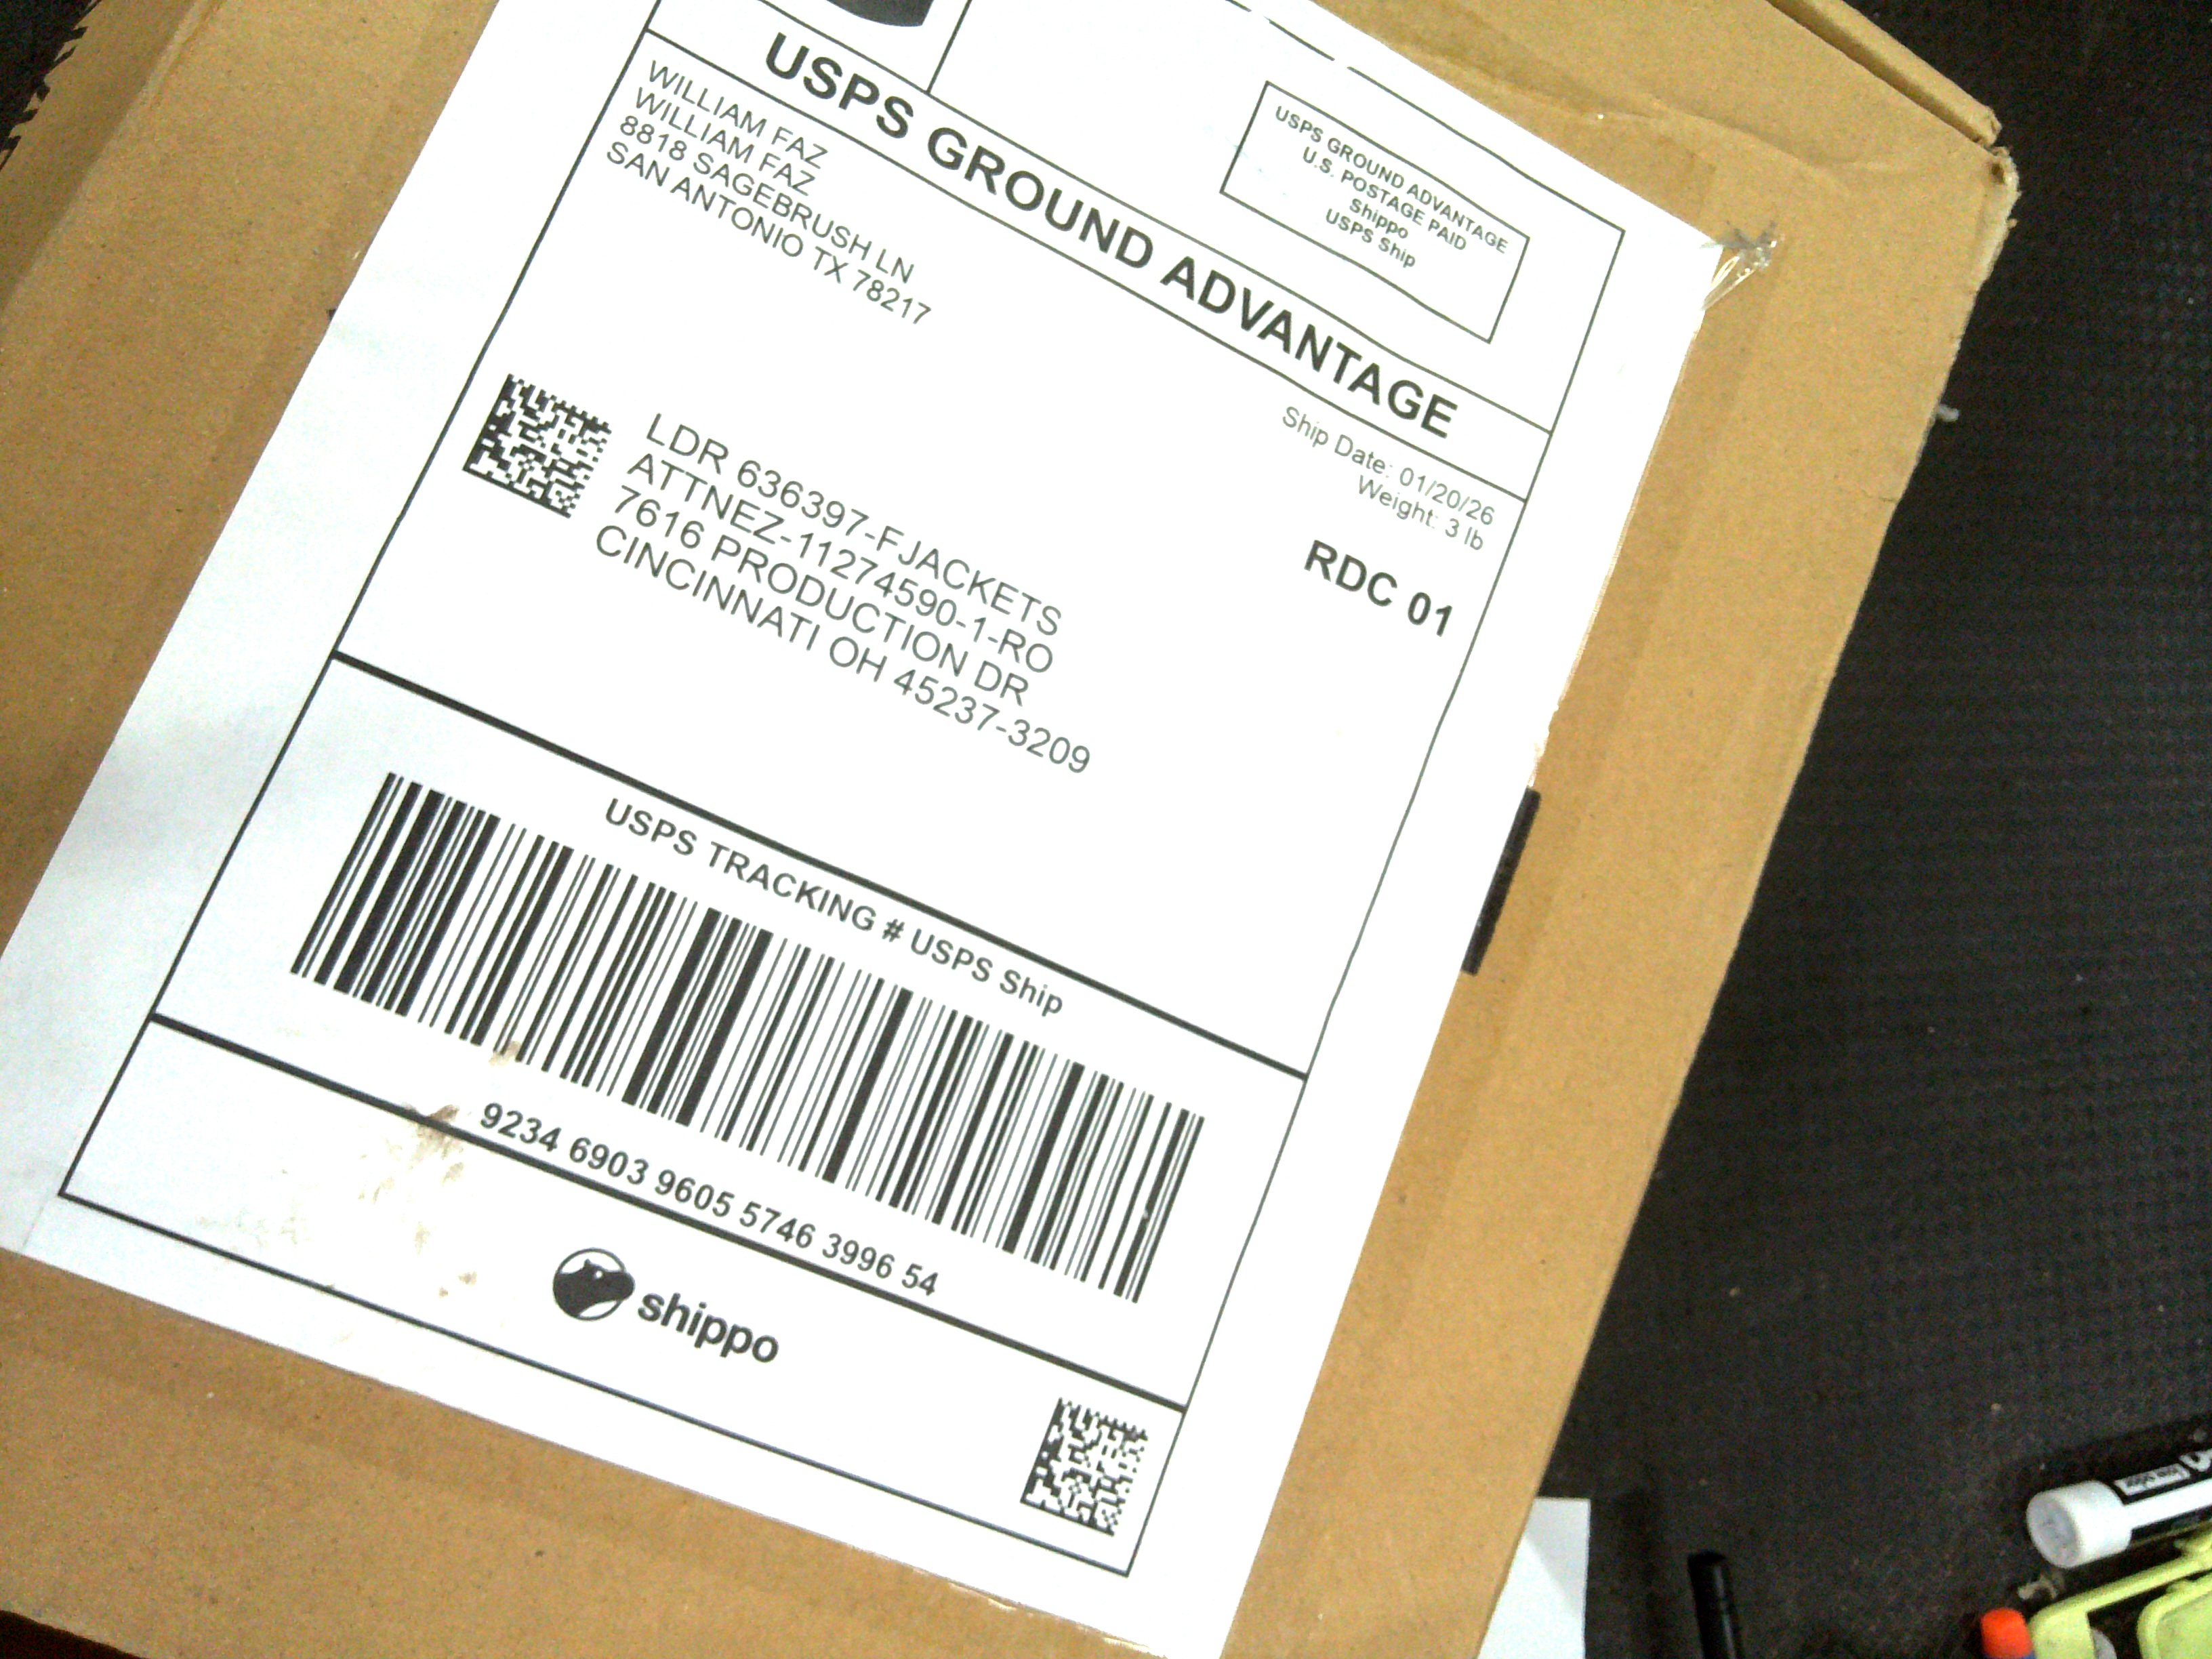 USPS GROUND ADVANTAGE
U.S. POSTAGE PAID
Shippo
USPS Ship
USPS GROUND ADVANTAGE
WILLIAM FAZ
WILLIAM FAZ
8818 SAGEBRUSH LN
SAN ANTONIO TX 78217
Ship Date: 01/20/26
Weight: 3 lb
RDC 01
LDR 636397-FJACKETS
ATTNEZ-11274590-1-RO
7616 PRODUCTION DR
CINCINNATI OH 45237-3209
USPS TRACKING # USPS Ship
9234 6903 9605 5746 3996 54
shippo